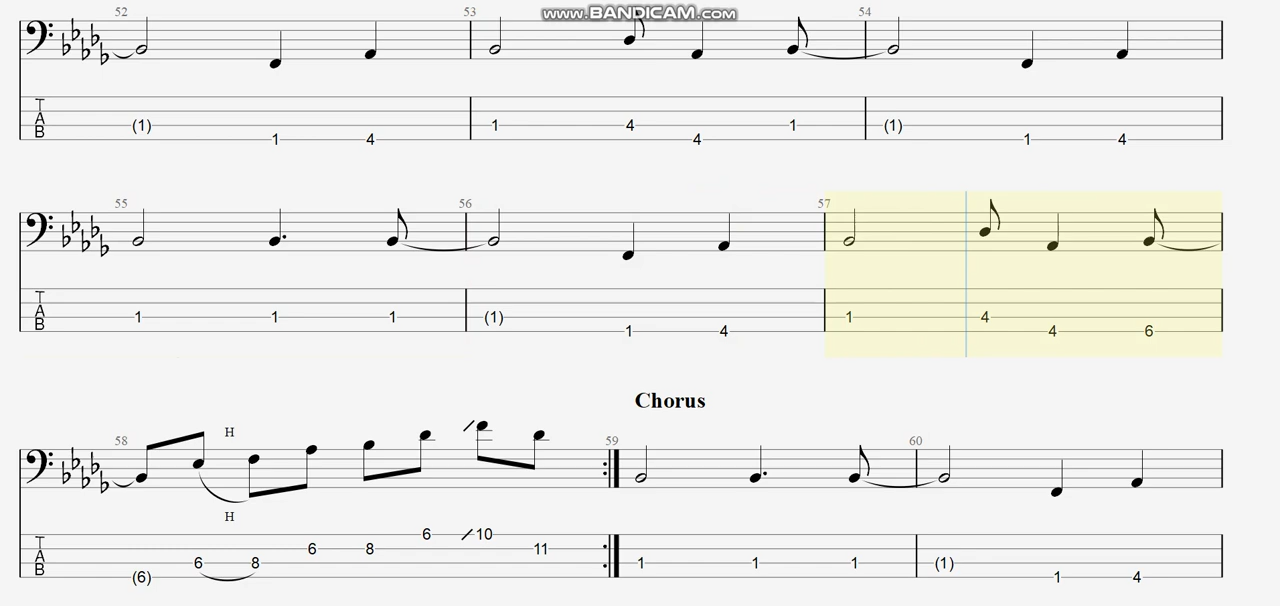 www.BANDICAM.com
52 53 54
T
A
B
(1) 1 4 1 4 4 1 (1) 1 4
55 56 57
T
A
B
1 1 1 (1) 1 4 1 4 4 6
Chorus
58 H 59 60
H
T
A
B
(6) 6 8 6 8 6 10 11 1 1 1 (1) 1 4